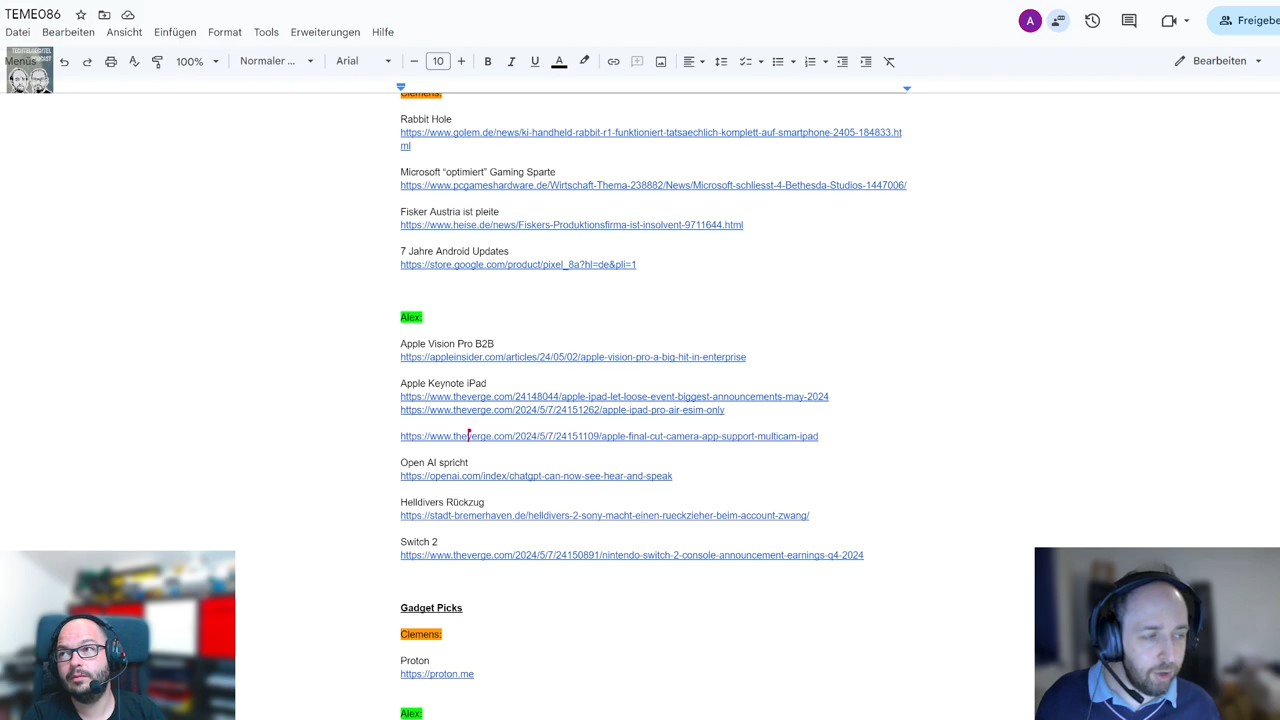 TEME086
Datei Bearbeiten Ansicht Einfügen Format Tools Erweiterungen Hilfe
A
Freigebe
Menüs
100% Normaler ... Arial 10 B I U A
Bearbeiten
TECHTELMECHTEL
PODCAST
Clemens:
Rabbit Hole
https://www.golem.de/news/ki-handheld-rabbit-r1-funktioniert-tatsaechlich-komplett-auf-smartphone-2405-184833.ht
ml
Microsoft “optimiert” Gaming Sparte
https://www.pcgameshardware.de/Wirtschaft-Thema-238882/News/Microsoft-schliesst-4-Bethesda-Studios-1447006/
Fisker Austria ist pleite
https://www.heise.de/news/Fiskers-Produktionsfirma-ist-insolvent-9711644.html
7 Jahre Android Updates
https://store.google.com/product/pixel_8a?hl=de&pli=1
Alex:
Apple Vision Pro B2B
https://appleinsider.com/articles/24/05/02/apple-vision-pro-a-big-hit-in-enterprise
Apple Keynote iPad
https://www.theverge.com/24148044/apple-ipad-let-loose-event-biggest-announcements-may-2024
https://www.theverge.com/2024/5/7/24151262/apple-ipad-pro-air-esim-only
https://www.theverge.com/2024/5/7/24151109/apple-final-cut-camera-app-support-multicam-ipad
Open AI spricht
https://openai.com/index/chatgpt-can-now-see-hear-and-speak
Helldivers Rückzug
https://stadt-bremerhaven.de/helldivers-2-sony-macht-einen-rueckzieher-beim-account-zwang/
Switch 2
https://www.theverge.com/2024/5/7/24150891/nintendo-switch-2-console-announcement-earnings-q4-2024
Gadget Picks
Clemens:
Proton
https://proton.me
Alex: